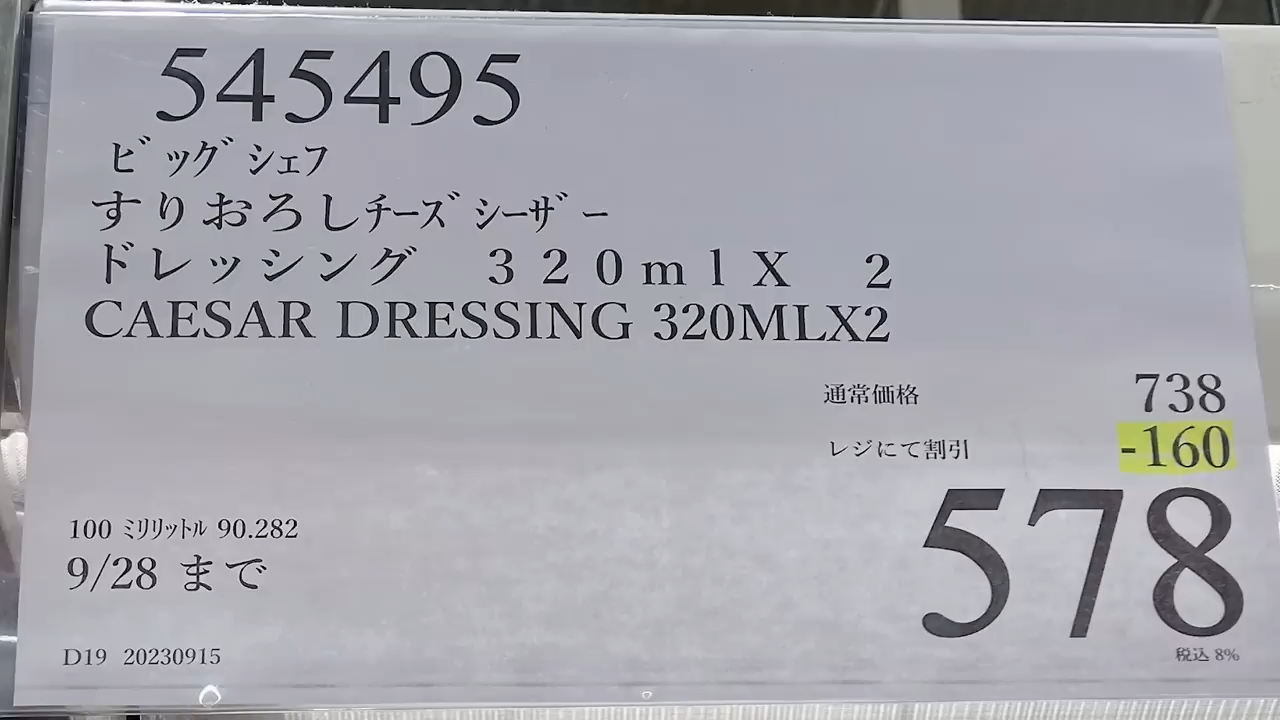 545495
ﾋﾞｯｸﾞｼｪﾌ
すりおろしﾁｰｽﾞｼｰｻﾞｰ
ドレッシング　３２０ｍｌＸ　２
CAESAR DRESSING 320MLX2
通常価格 738
レジにて割引 -160
578
税込 8%
100 ﾐﾘﾘｯﾄﾙ 90.282
9/28 まで
D19 20230915